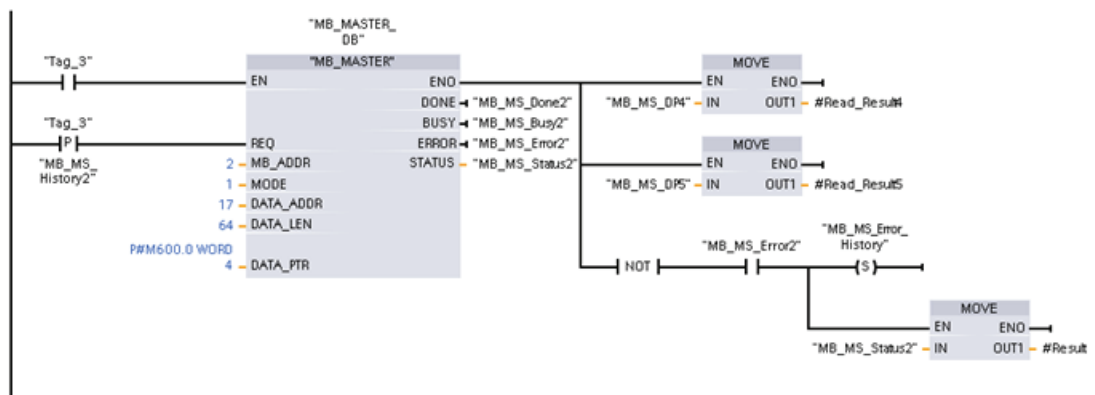 "MB_MASTER_
DB"
"Tag_3"
"MB_MASTER"
EN ENO
DONE "MB_MS_Done2"
"Tag_3"
BUSY "MB_MS_Busy2"
P REQ ERROR "MB_MS_Error2"
"MB_MS_
History2"
2 MB_ADDR STATUS "MB_MS_Status2"
1 MODE
17 DATA_ADDR
64 DATA_LEN
P#M600.0 WORD
4 DATA_PTR
MOVE
EN ENO
"MB_MS_DP4" IN OUT1 #Read_Result4
MOVE
EN ENO
"MB_MS_DP5" IN OUT1 #Read_Result5
"MB_MS_Error_
History"
"MB_MS_Error2"
NOT S
MOVE
EN ENO
"MB_MS_Status2" IN OUT1 #Result